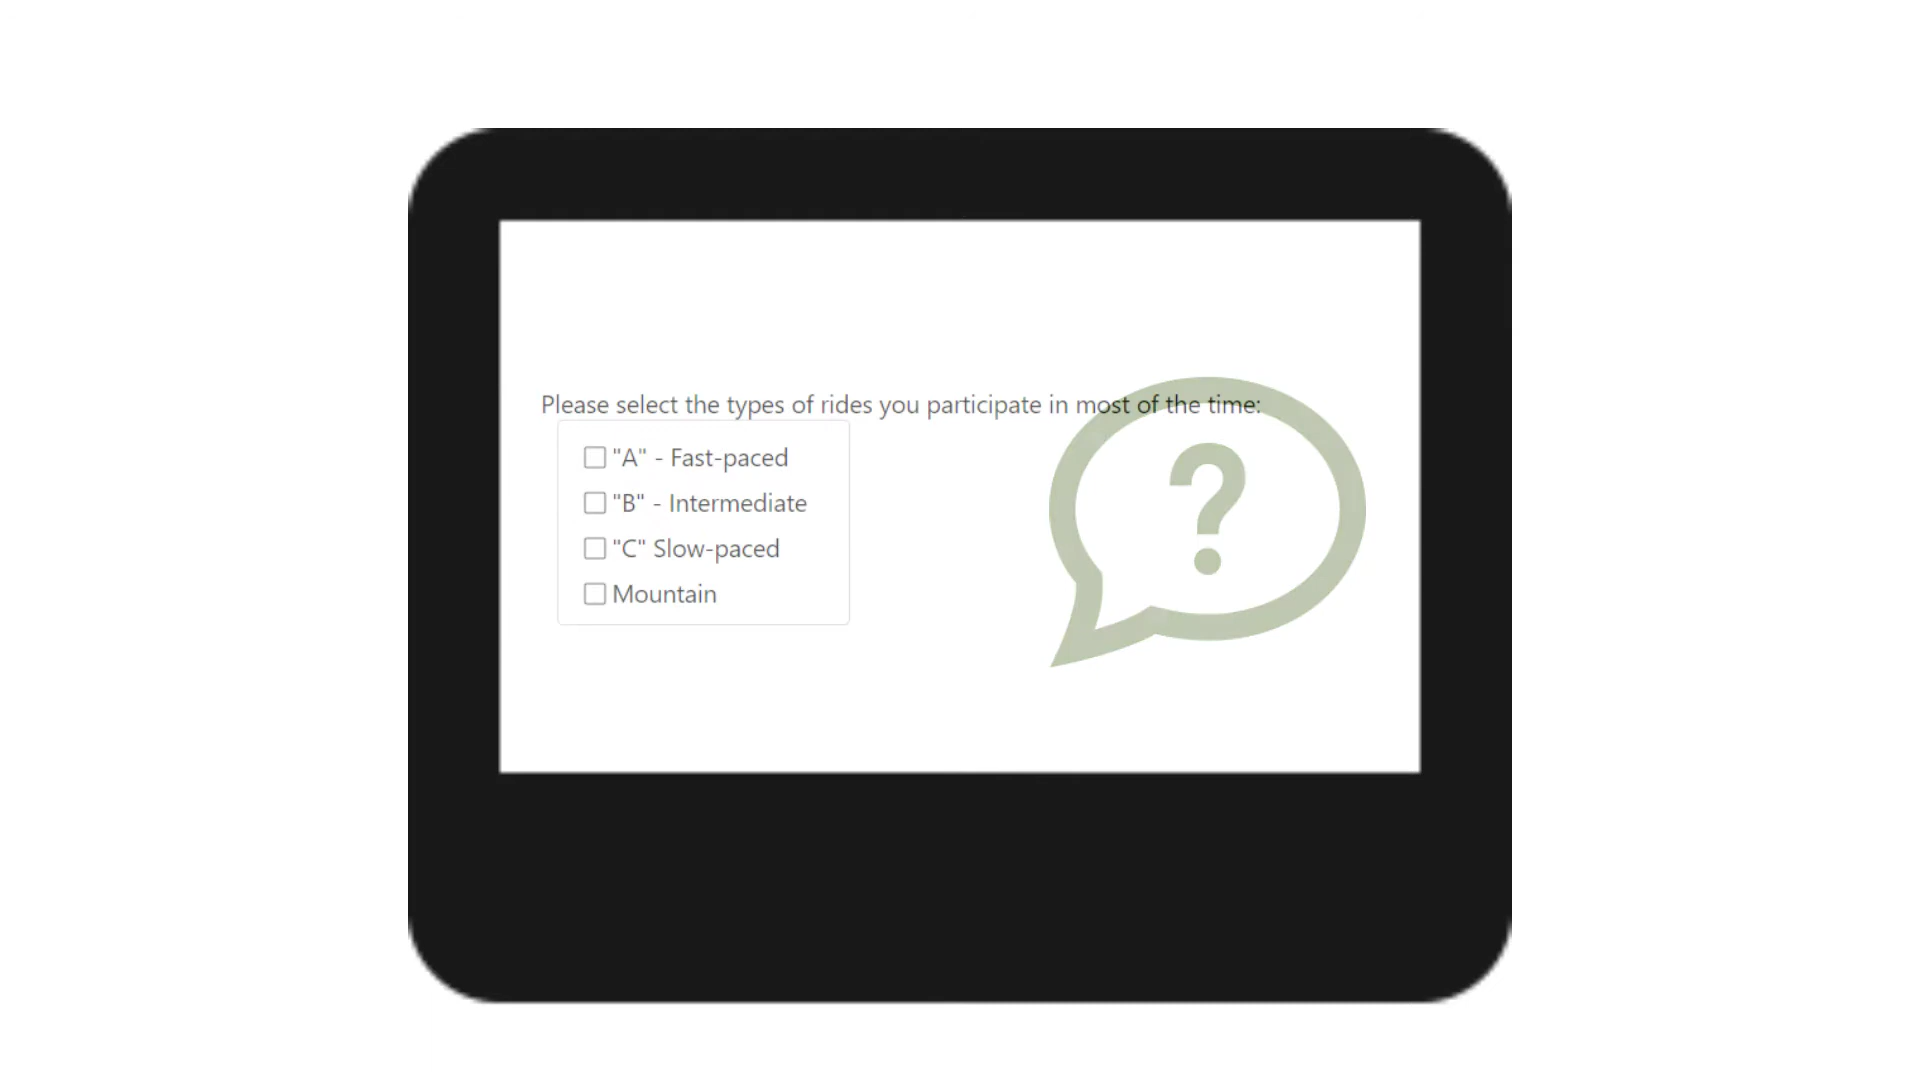 Please select the types of rides you participate in most of the time:
"A" - Fast-paced
"B" - Intermediate
"C" Slow-paced
Mountain
?